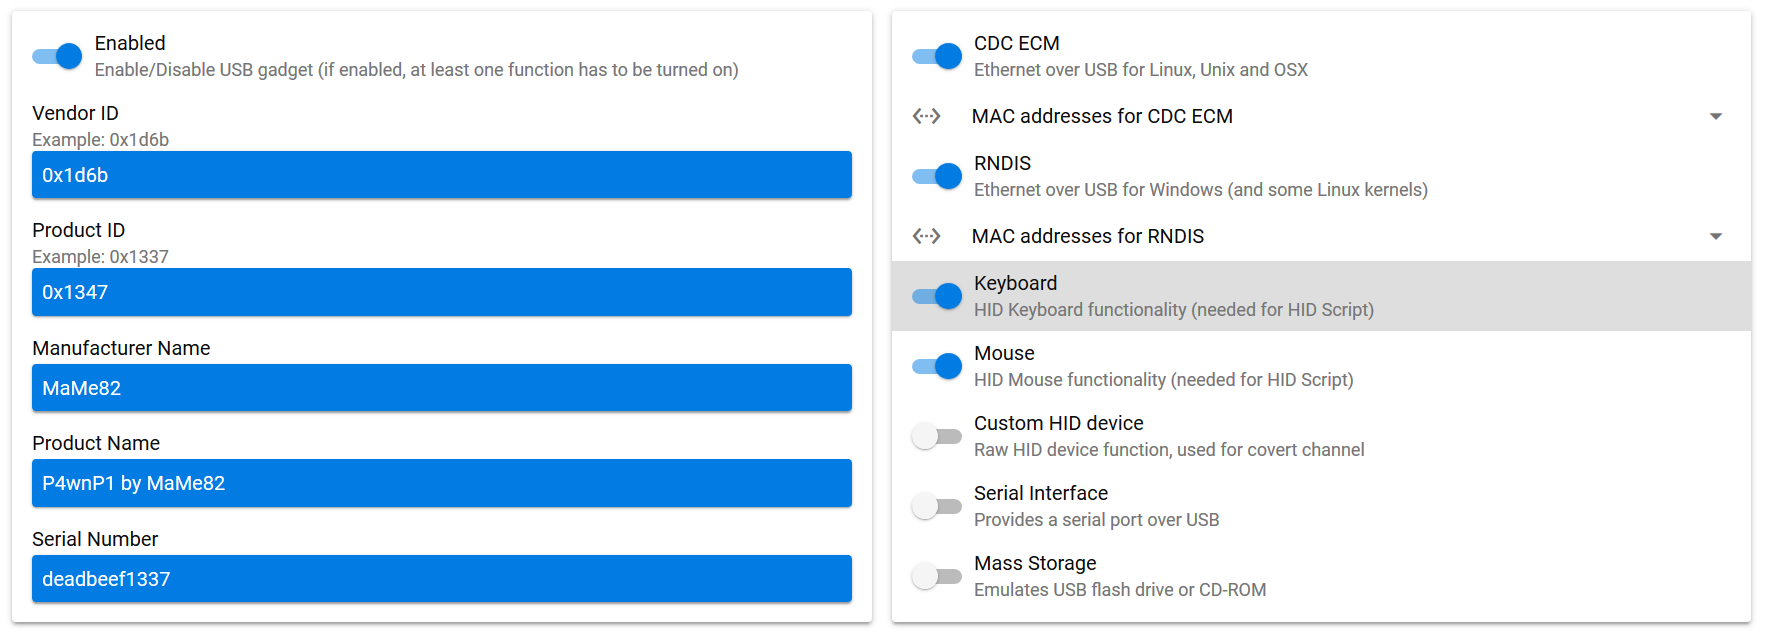 Enabled
Enable/Disable USB gadget (if enabled, at least one function has to be turned on)
Vendor ID
Example: 0x1d6b
0x1d6b
Product ID
Example: 0x1337
0x1347
Manufacturer Name
MaMe82
Product Name
P4wnP1 by MaMe82
Serial Number
deadbeef1337
CDC ECM
Ethernet over USB for Linux, Unix and OSX
MAC addresses for CDC ECM
RNDIS
Ethernet over USB for Windows (and some Linux kernels)
MAC addresses for RNDIS
Keyboard
HID Keyboard functionality (needed for HID Script)
Mouse
HID Mouse functionality (needed for HID Script)
Custom HID device
Raw HID device function, used for covert channel
Serial Interface
Provides a serial port over USB
Mass Storage
Emulates USB flash drive or CD-ROM